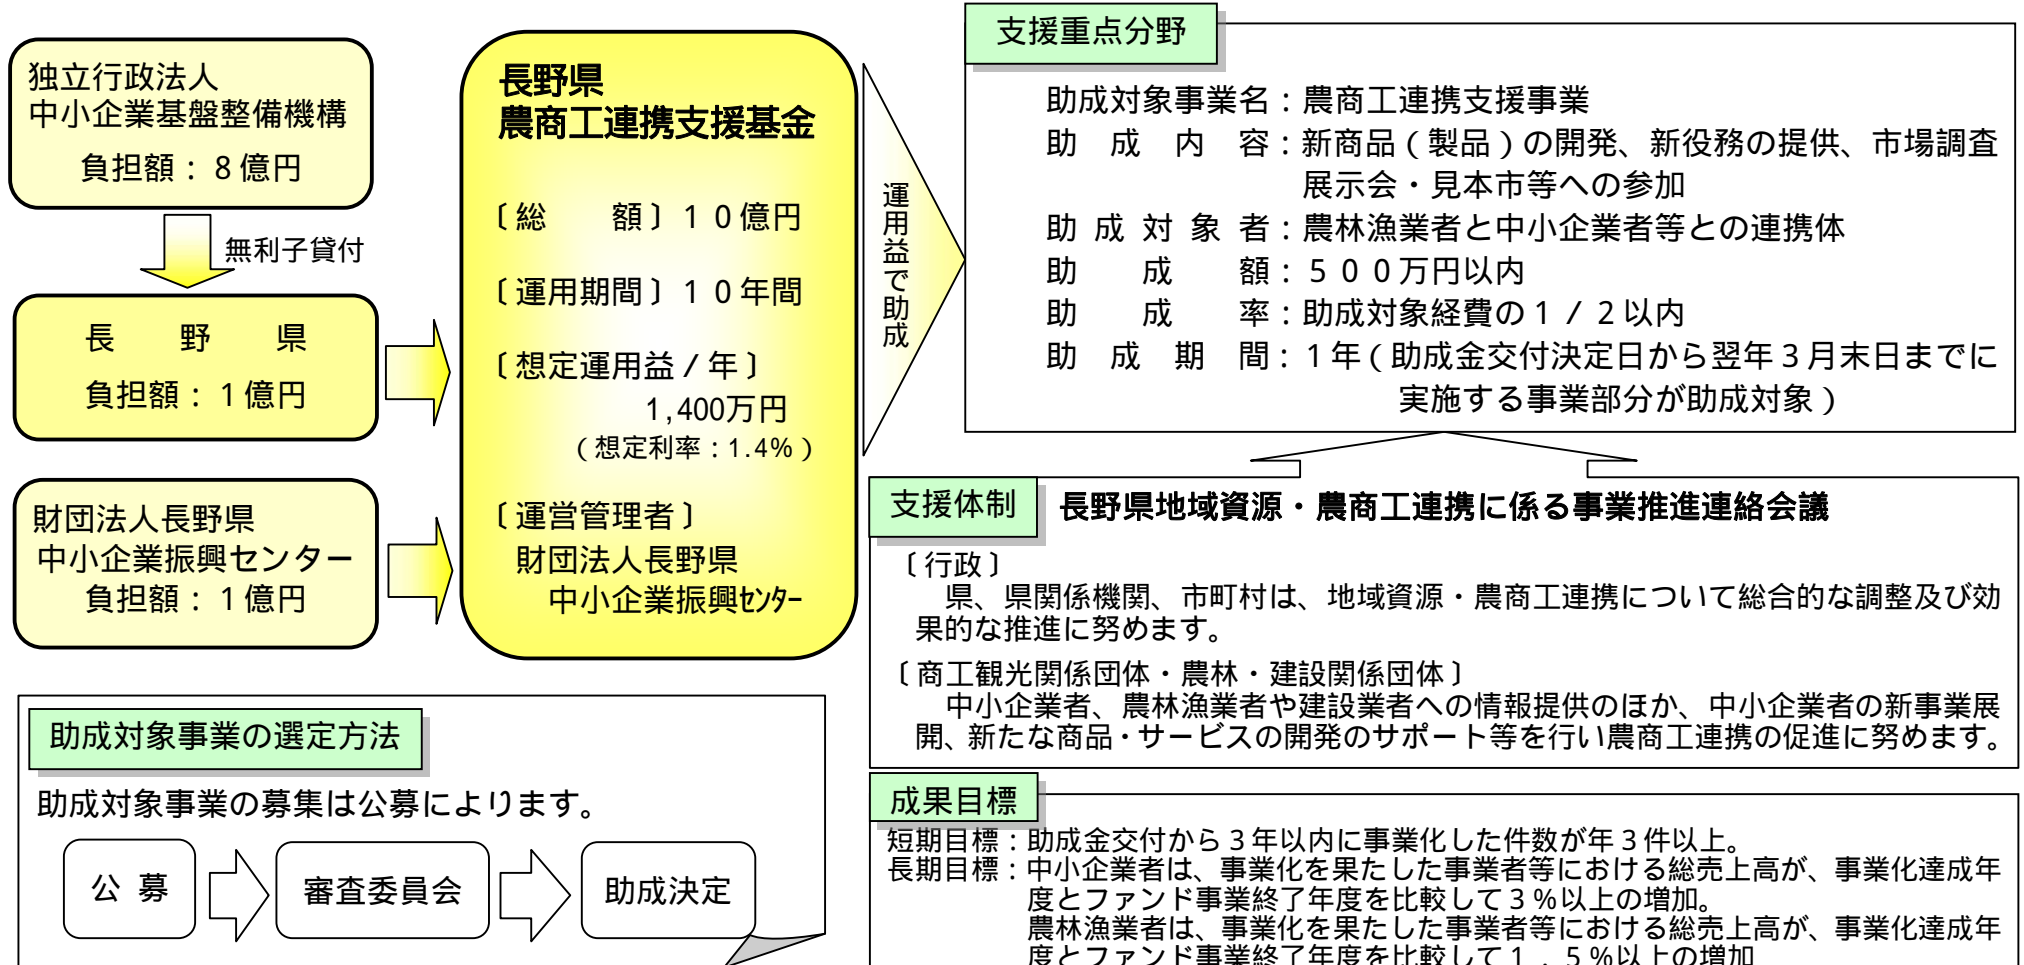 独立行政法人
中小企業基盤整備機構
負担額：８億円
無利子貸付
長　野　県
負担額：１億円
財団法人長野県
中小企業振興センター
負担額：１億円
長野県
農商工連携支援基金
〔総　　額〕１０億円
〔運用期間〕１０年間
〔想定運用益／年〕
1,400万円
（想定利率：1.4%）
〔運営管理者〕
財団法人長野県
中小企業振興ｾﾝﾀｰ
運用益で助成
支援重点分野
助成対象事業名：農商工連携支援事業
助　成　内　容：新商品（製品）の開発、新役務の提供、市場調査
展示会・見本市等への参加
助 成 対 象 者：農林漁業者と中小企業者等との連携体
助　　成　　額：５００万円以内
助　　成　　率：助成対象経費の１／２以内
助　成　期　間：１年（助成金交付決定日から翌年３月末日までに
実施する事業部分が助成対象）
支援体制
長野県地域資源・農商工連携に係る事業推進連絡会議
〔行政〕
県、県関係機関、市町村は、地域資源・農商工連携について総合的な調整及び効
果的な推進に努めます。
〔商工観光関係団体・農林・建設関係団体〕
中小企業者、農林漁業者や建設業者への情報提供のほか、中小企業者の新事業展
開、新たな商品・サービスの開発のサポート等を行い農商工連携の促進に努めます。
助成対象事業の選定方法
助成対象事業の募集は公募によります。
公 募
審査委員会
助成決定
成果目標
短期目標：助成金交付から３年以内に事業化した件数が年３件以上。
長期目標：中小企業者は、事業化を果たした事業者等における総売上高が、事業化達成年
度とファンド事業終了年度を比較して３％以上の増加。
農林漁業者は、事業化を果たした事業者等における総売上高が、事業化達成年
度とファンド事業終了年度を比較して１．５％以上の増加